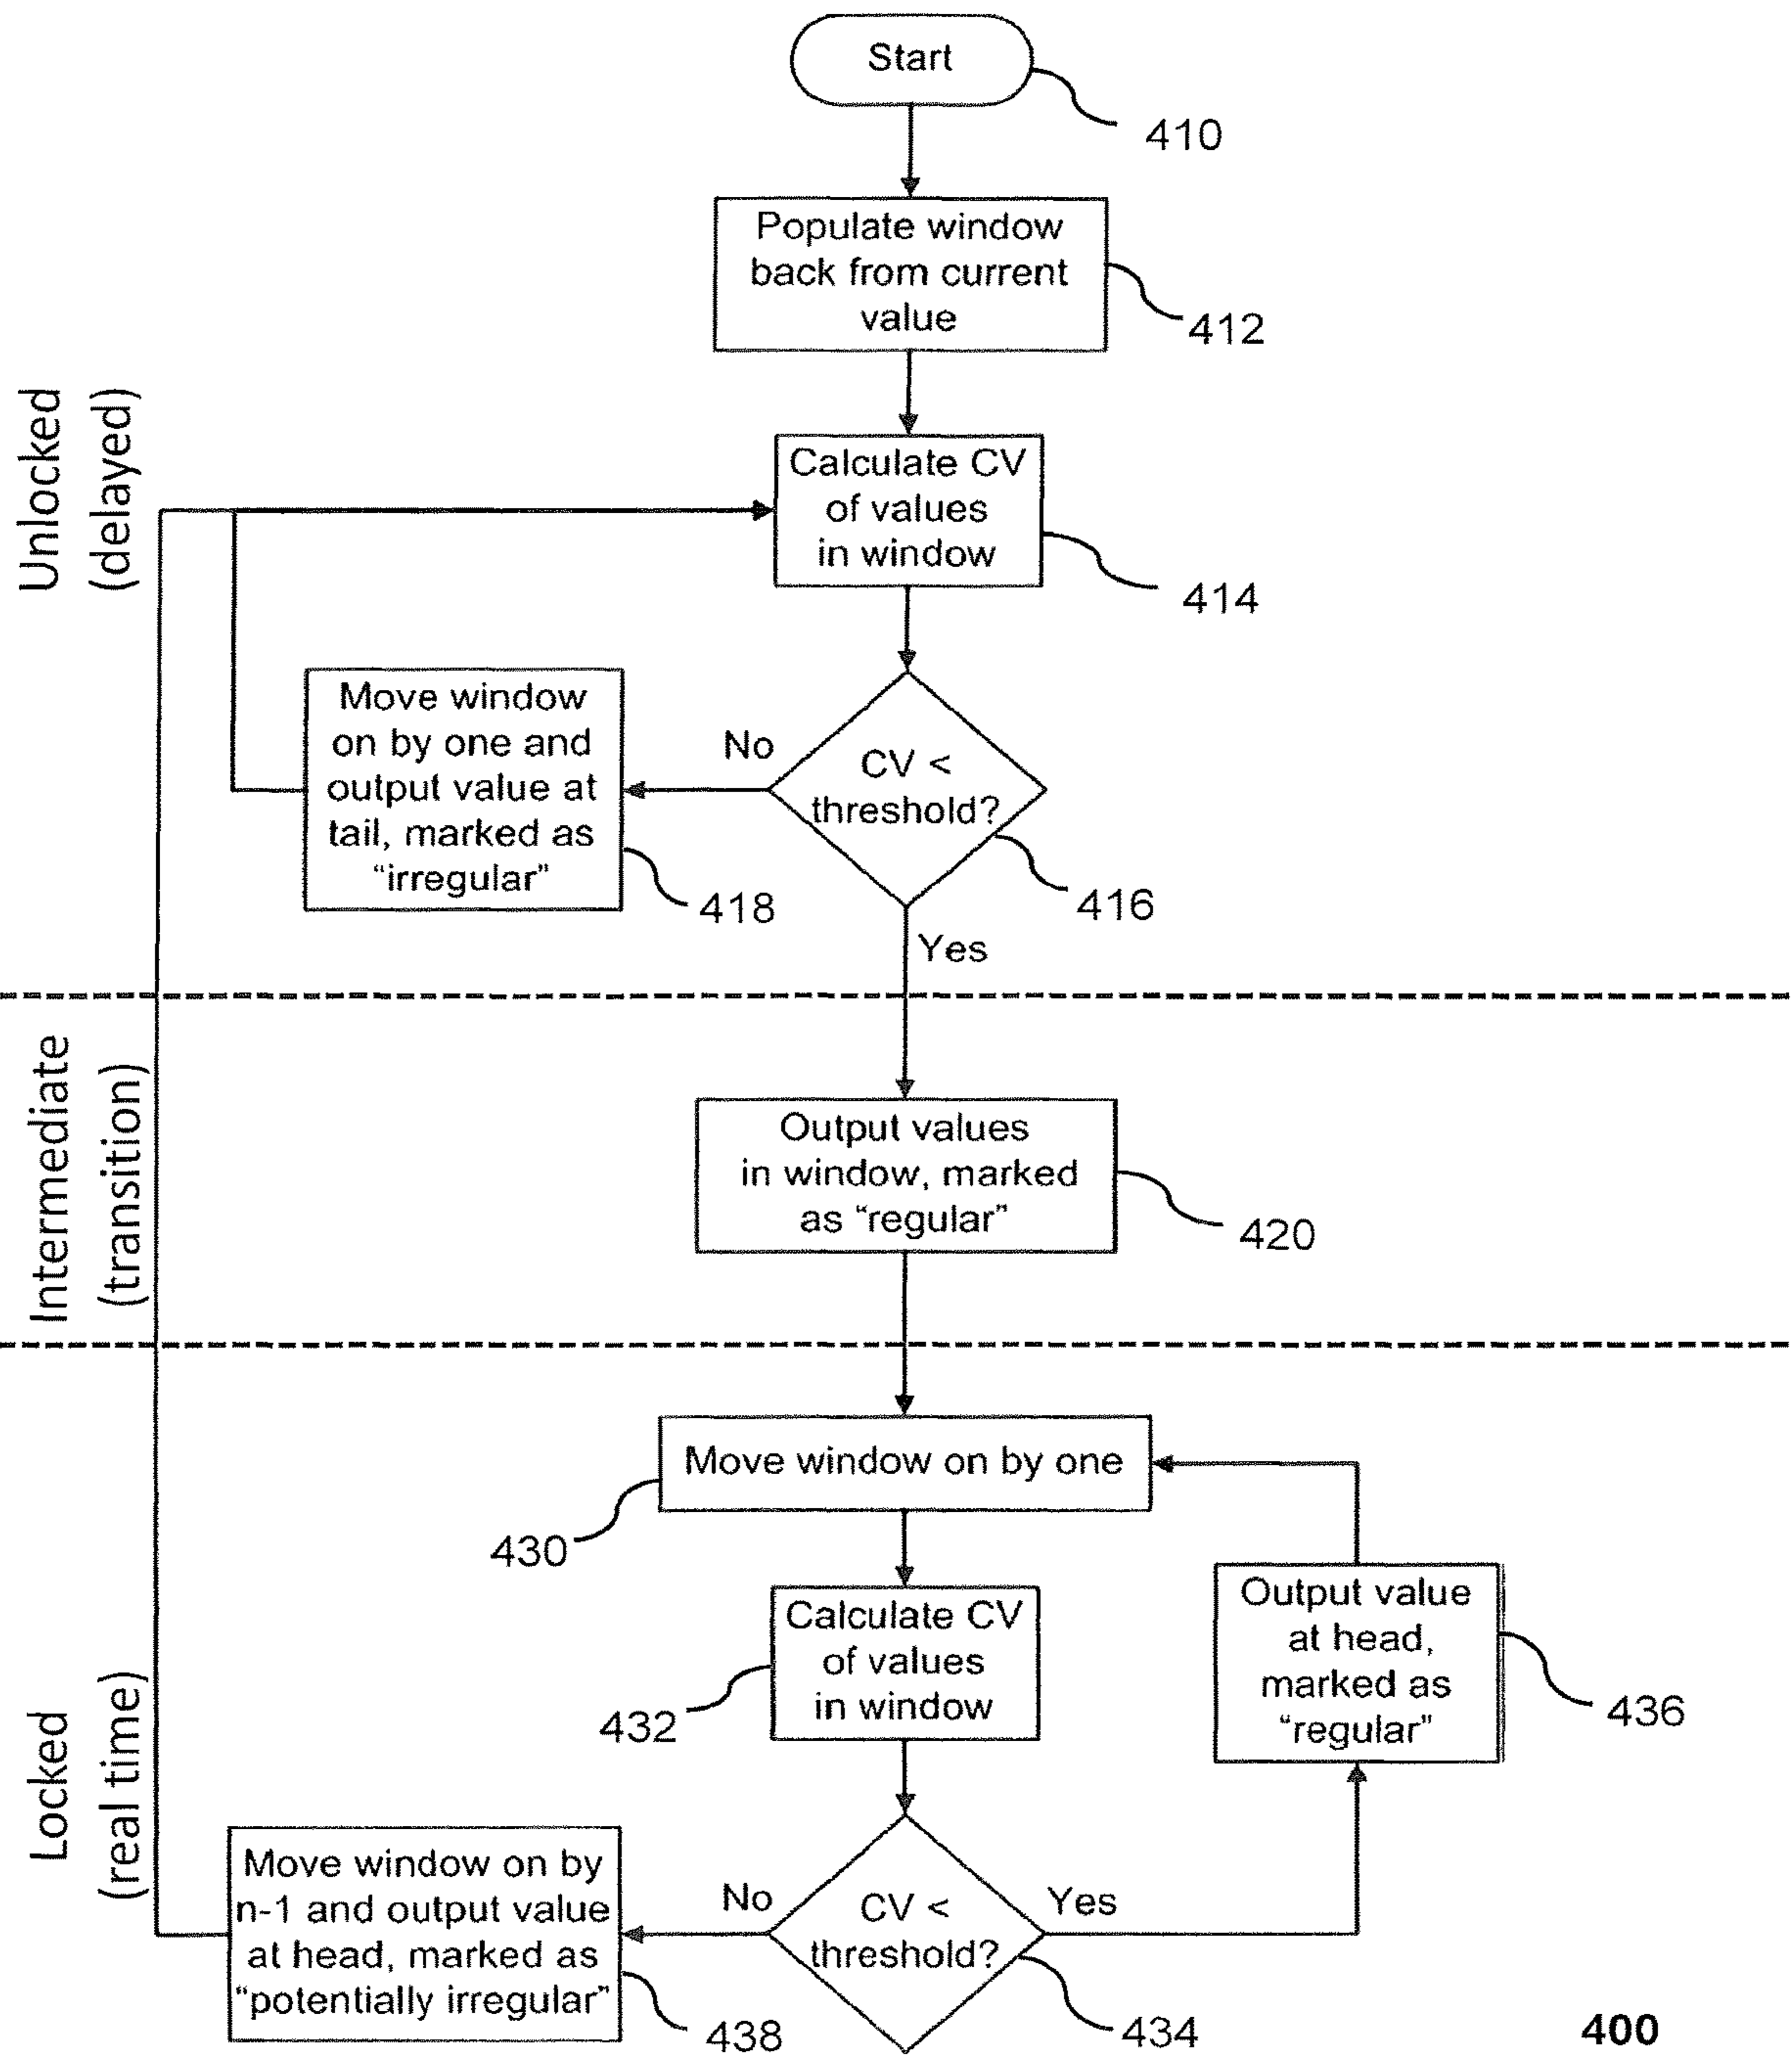 Start
410
Populate window
back from current
value
412
Unlocked
(delayed)
Calculate CV
of values
in window
414
Move window
on by one and
output value at
tail, marked as
“irregular”
418
No
CV <
threshold?
416
Yes
Intermediate
(transition)
Output values
in window, marked
as “regular”
420
Locked
(real time)
Move window on by one
430
Calculate CV
of values
in window
432
Output value
at head,
marked as
“regular”
436
Move window on by
n-1 and output value
at head, marked as
“potentially irregular”
438
No
CV <
threshold?
Yes
434
400